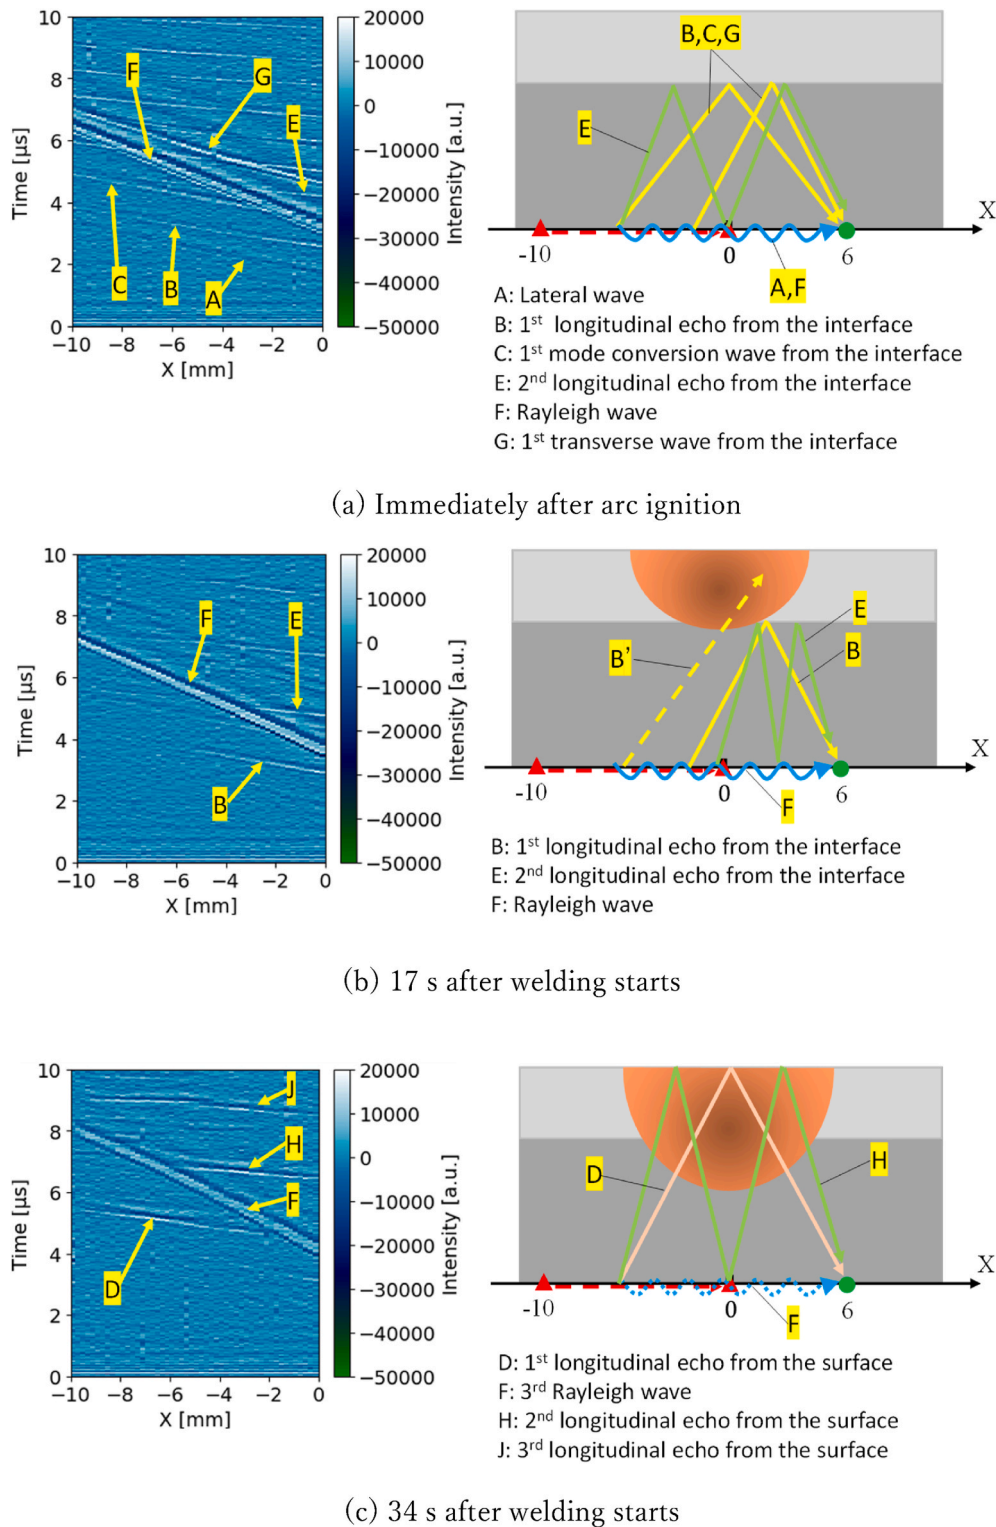 10
8
6
4
2
0
Time [μs]
−10 −8 −6 −4 −2 0
X [mm]
F
G
E
C
B
A
20000
10000
0
−10000
−20000
−30000
−40000
−50000
Intensity [a.u.]
B,C,G
E
X
-10 0 6
A,F
A: Lateral wave
B: 1st longitudinal echo from the interface
C: 1st mode conversion wave from the interface
E: 2nd longitudinal echo from the interface
F: Rayleigh wave
G: 1st transverse wave from the interface
(a) Immediately after arc ignition
10
8
6
4
2
0
Time [μs]
−10 −8 −6 −4 −2 0
X [mm]
F
E
B
20000
10000
0
−10000
−20000
−30000
−40000
−50000
Intensity [a.u.]
E
B
B’
X
-10 0 6
F
B: 1st longitudinal echo from the interface
E: 2nd longitudinal echo from the interface
F: Rayleigh wave
(b) 17 s after welding starts
10
8
6
4
2
0
Time [μs]
−10 −8 −6 −4 −2 0
X [mm]
J
H
F
D
20000
10000
0
−10000
−20000
−30000
−40000
−50000
Intensity [a.u.]
D
H
X
-10 0 6
F
D: 1st longitudinal echo from the surface
F: 3rd Rayleigh wave
H: 2nd longitudinal echo from the surface
J: 3rd longitudinal echo from the surface
(c) 34 s after welding starts